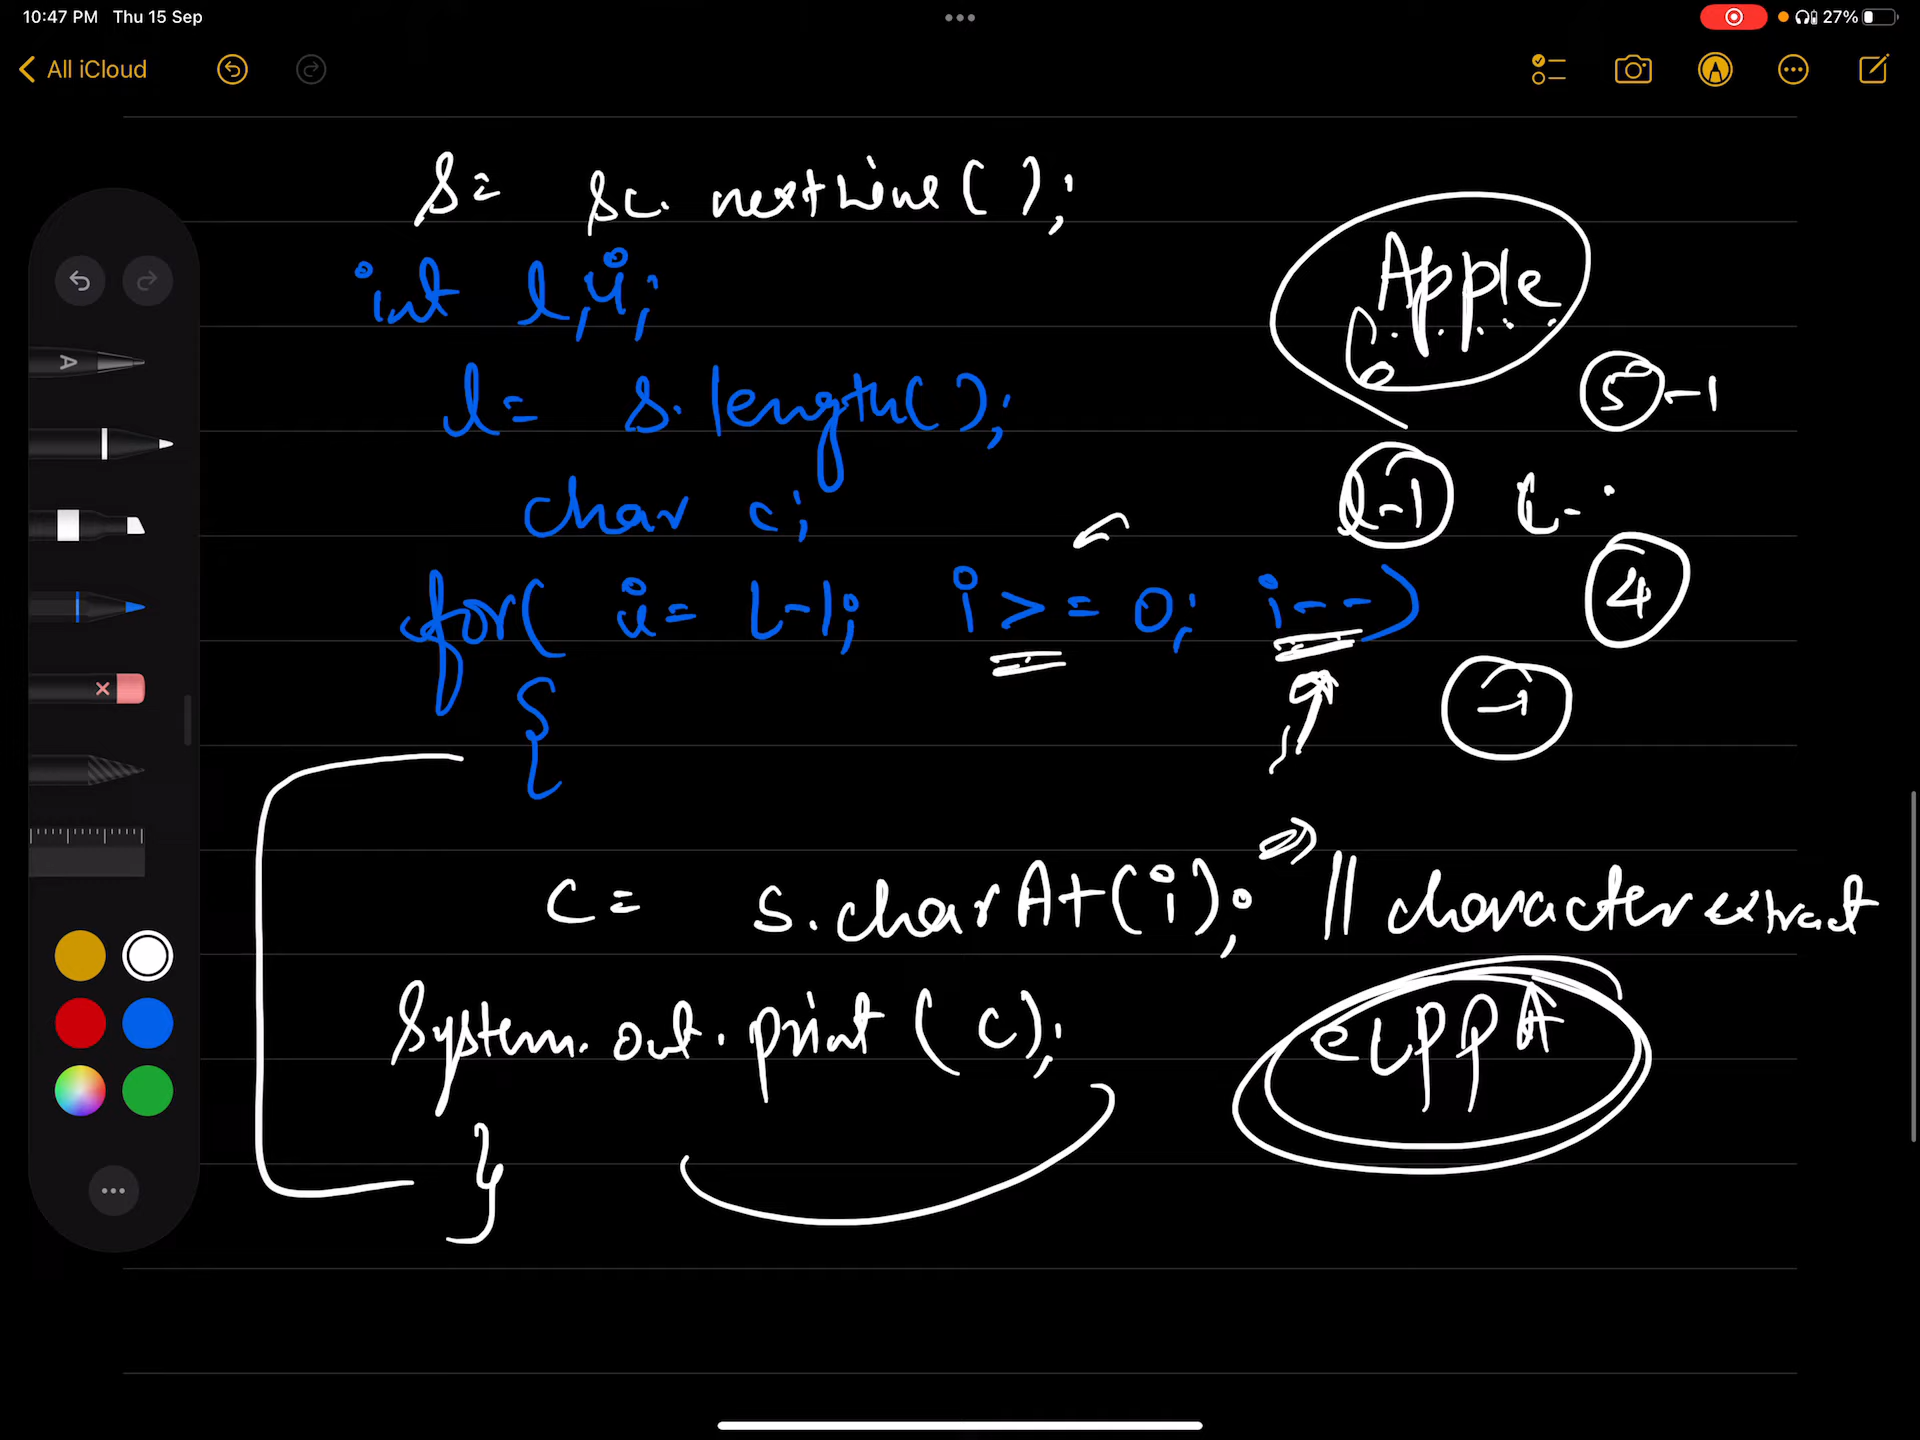 10:47 PM Thu 15 Sep
27%
All iCloud
s= sc.nextLine();
Apple
int l,i;
0
5-1
l= s.length();
l-1
char c;
4
for( i= l-1; i>=0; i--)
-1
{
c= s.charAt(i); // character extract
System.out.print(c);
eLppA
}
A